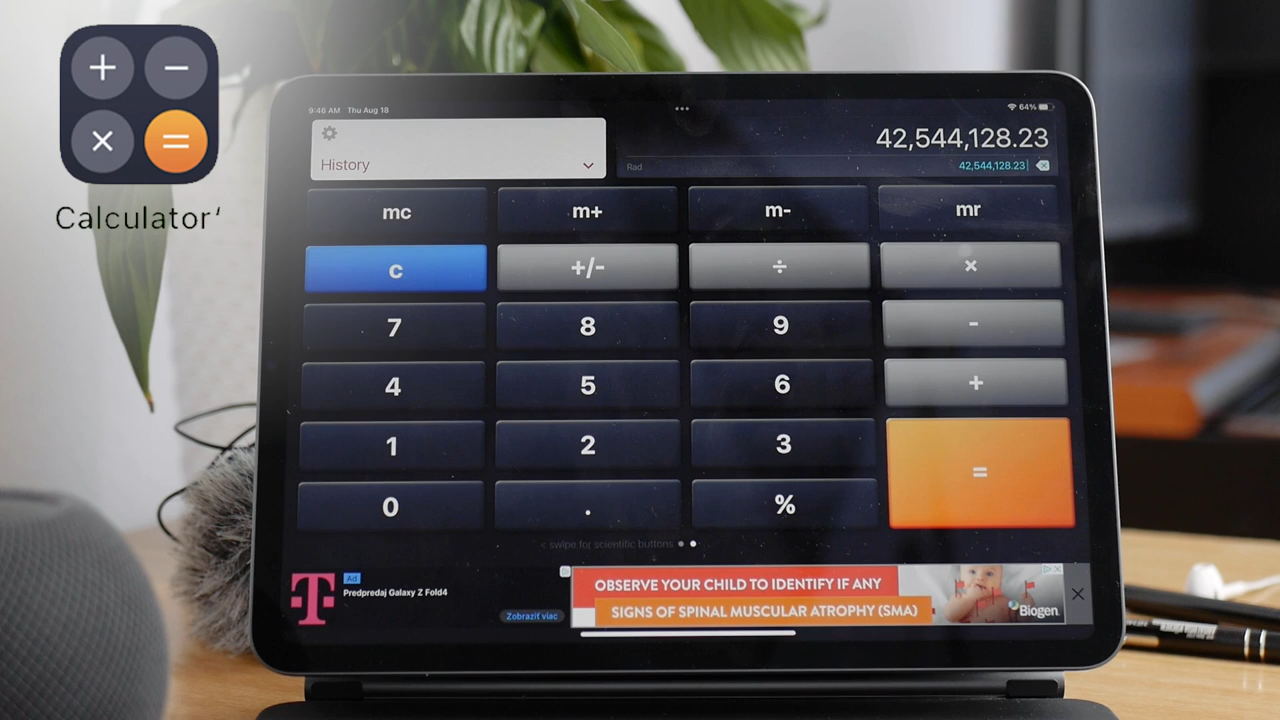 + −
× =
Calculator‘
9:46 AM Thu Aug 18
64%
History
42,544,128.23
Rad
42,544,128.23
mc m+ m- mr
c +/- ÷ ×
7 8 9 -
4 5 6 +
1 2 3 =
0 . %
< swipe for scientific buttons
T
Ad
Predpredaj Galaxy Z Fold4
Zobraziť viac
OBSERVE YOUR CHILD TO IDENTIFY IF ANY
SIGNS OF SPINAL MUSCULAR ATROPHY (SMA)
Biogen